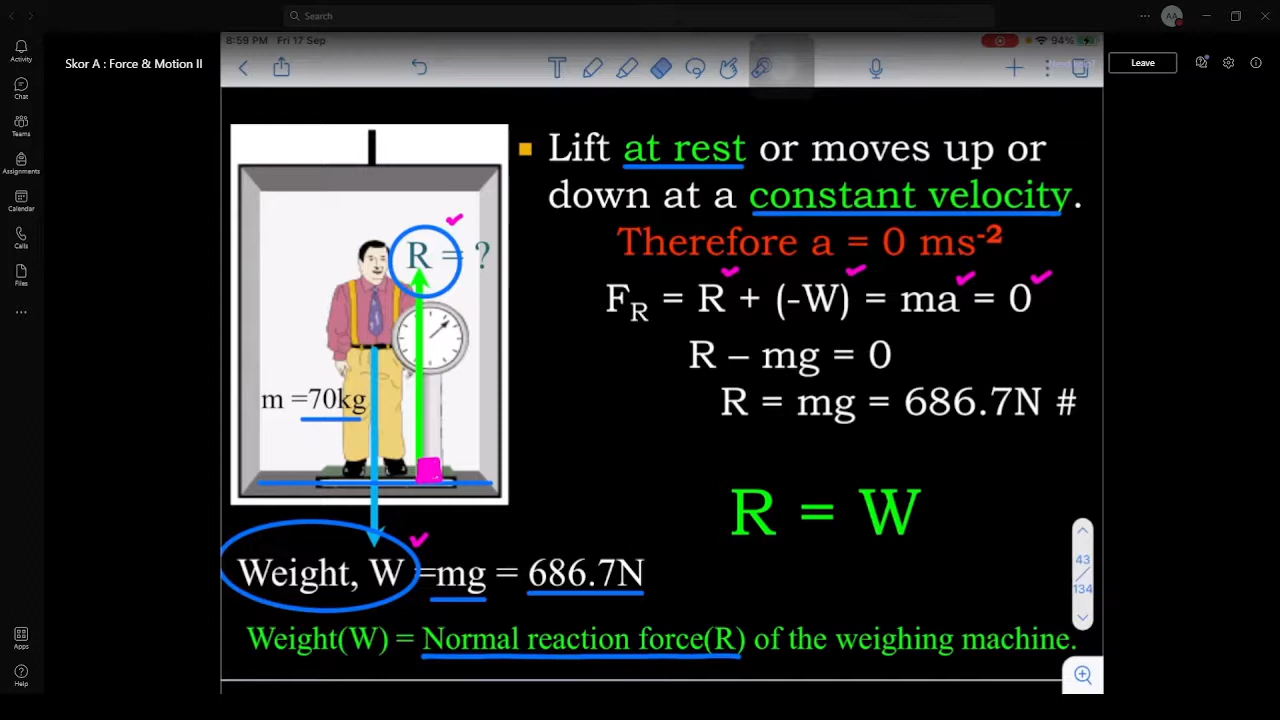 Search
AA
8:59 PM Fri 17 Sep
94%
Activity
Skor A : Force & Motion II
Leave
Chat
Teams
Assignments
Calendar
Calls
Files
Apps
Help
Lift at rest or moves up or
down at a constant velocity.
Therefore a = 0 ms⁻²
R = ?
F_R = R + (-W) = ma = 0
R – mg = 0
m =70kg
R = mg = 686.7N #
R = W
43
134
Weight, W =mg = 686.7N
Weight(W) = Normal reaction force(R) of the weighing machine.